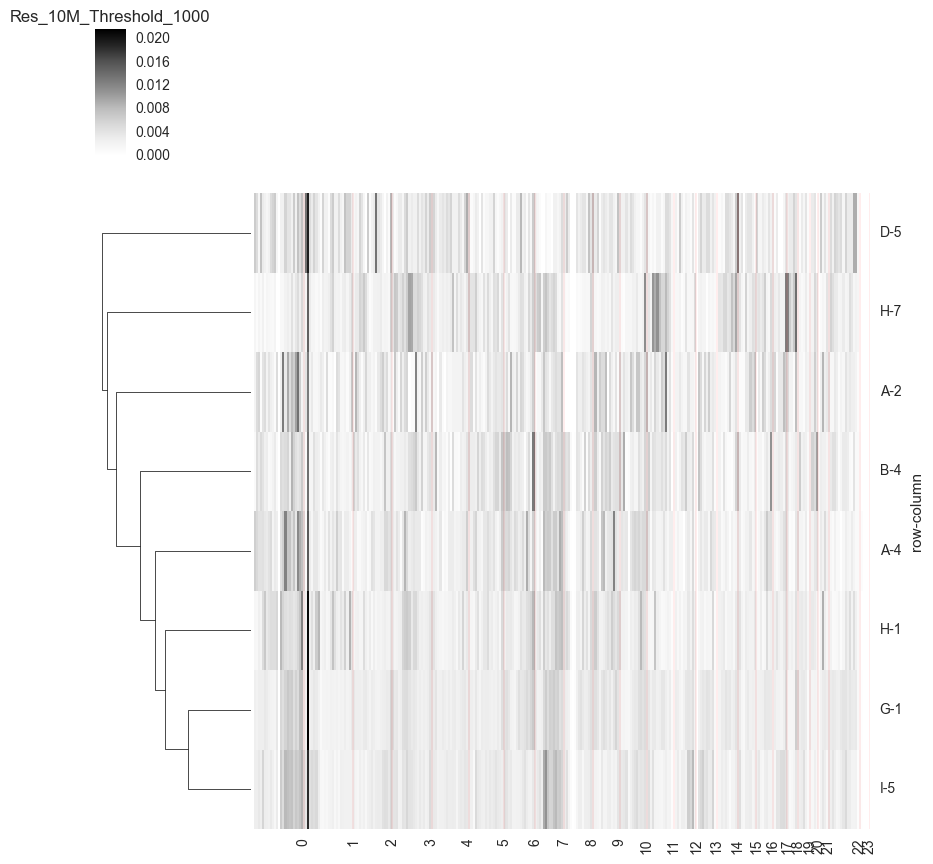 Res_10M_Threshold_1000
0.020
0.016
0.012
0.008
0.004
0.000
D-5
H-7
A-2
B-4
A-4
H-1
G-1
I-5
row-column
0 1 2 3 4 5 6 7 8 9 10 11 12 13 14 15 16 17 18 19 20 21 22 23